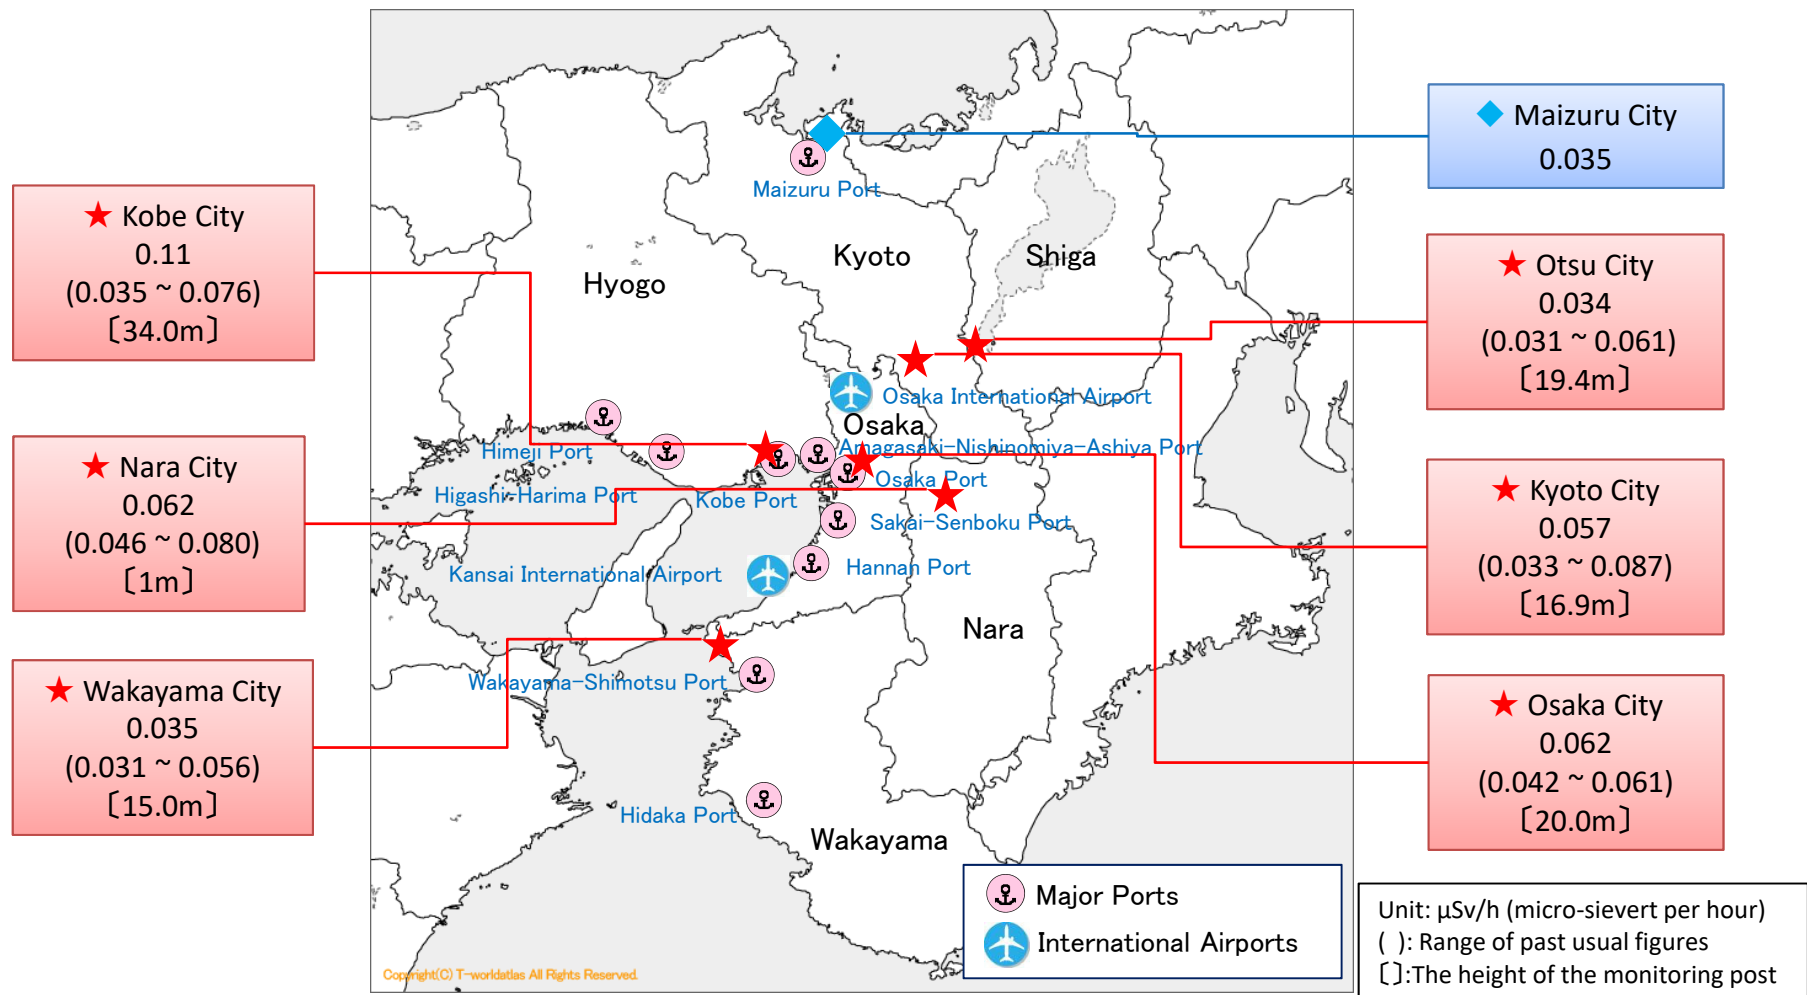 ★ Kobe City
0.11
(0.035 ~ 0.076)
〔34.0m〕
★ Nara City
0.062
(0.046 ~ 0.080)
〔1m〕
★ Wakayama City
0.035
(0.031 ~ 0.056)
〔15.0m〕
Maizuru Port
Kyoto
Shiga
Hyogo
Osaka International Airport
Osaka
Amagasaki-Nishinomiya-Ashiya Port
Himeji Port
Osaka Port
Higashi-Harima Port
Kobe Port
Sakai-Senboku Port
Hannan Port
Kansai International Airport
Nara
Wakayama-Shimotsu Port
Hidaka Port
Wakayama
Major Ports
International Airports
Copyright(C) T-worldatlas All Rights Reserved.
◆ Maizuru City
0.035
★ Otsu City
0.034
(0.031 ~ 0.061)
〔19.4m〕
★ Kyoto City
0.057
(0.033 ~ 0.087)
〔16.9m〕
★ Osaka City
0.062
(0.042 ~ 0.061)
〔20.0m〕
Unit: μSv/h (micro-sievert per hour)
( ): Range of past usual figures
〔〕:The height of the monitoring post